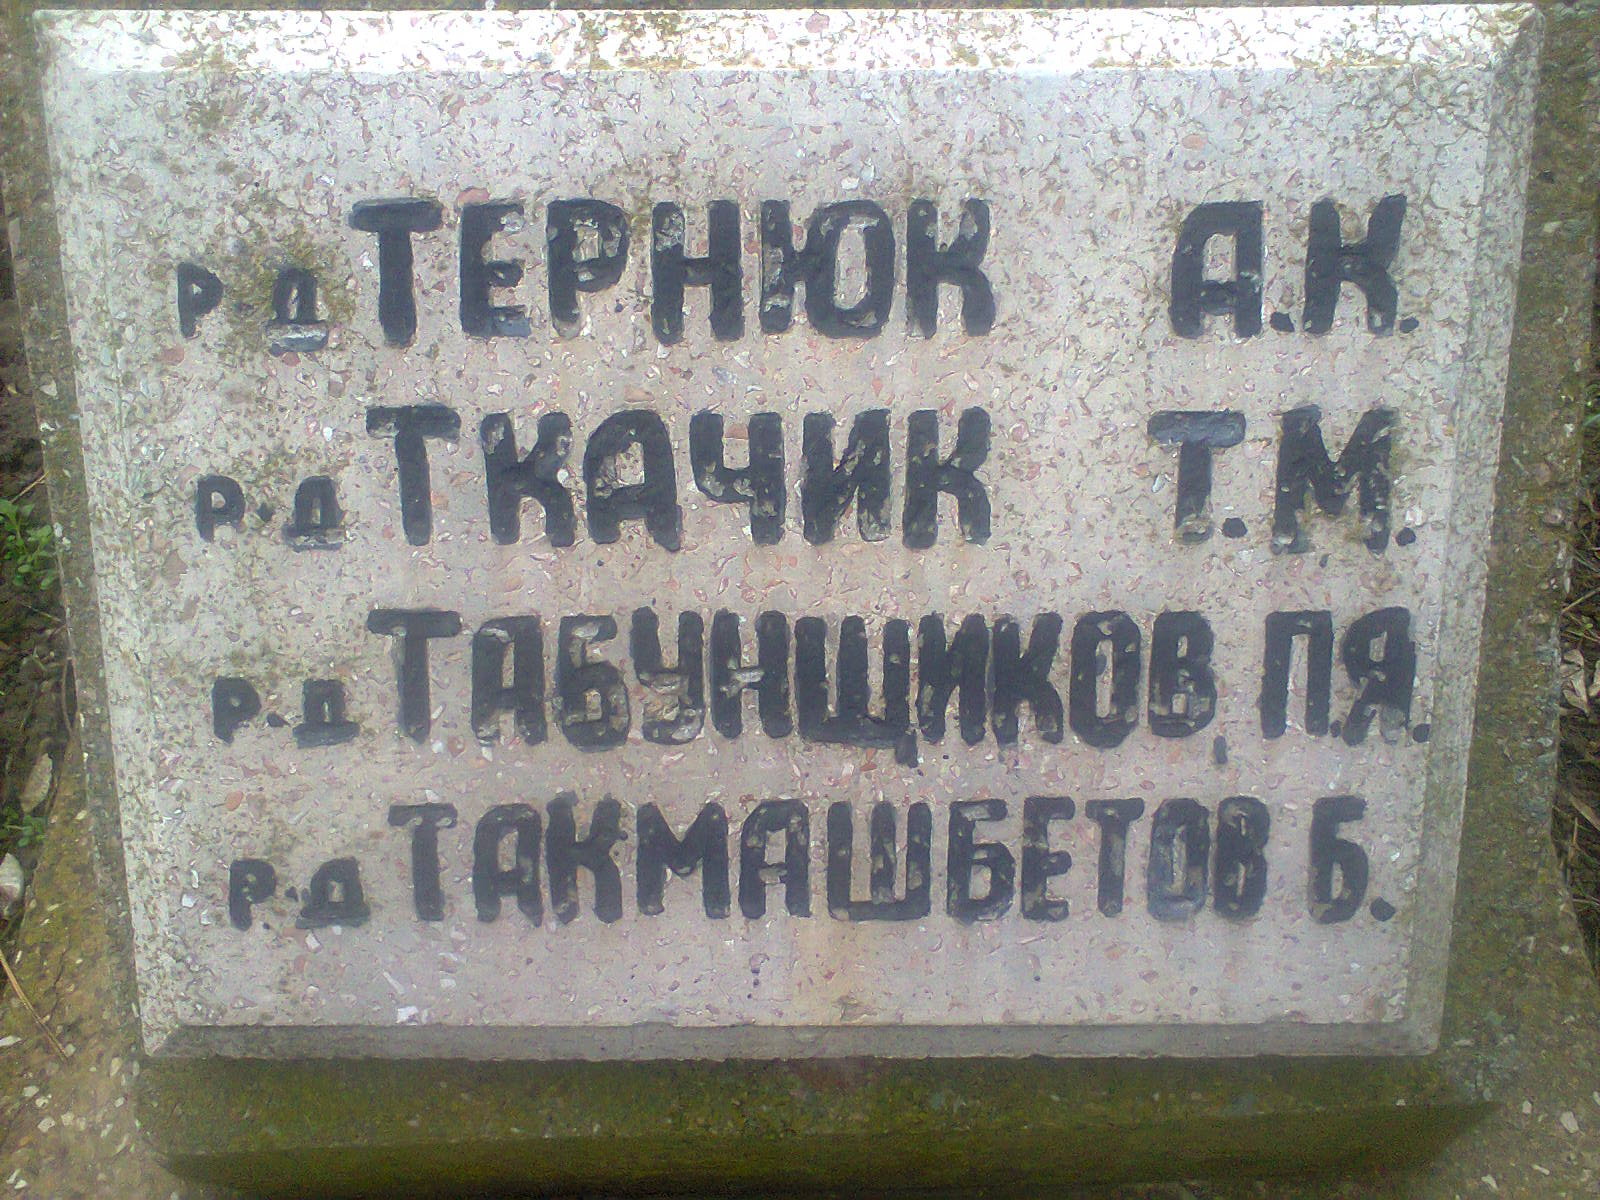 р.д ТЕРНЮК А.К.
р.д ТКАЧИК Т.М.
р.д ТАБУНЩИКОВ П.Я.
р.д ТАКМАШБЕТОВ Б.